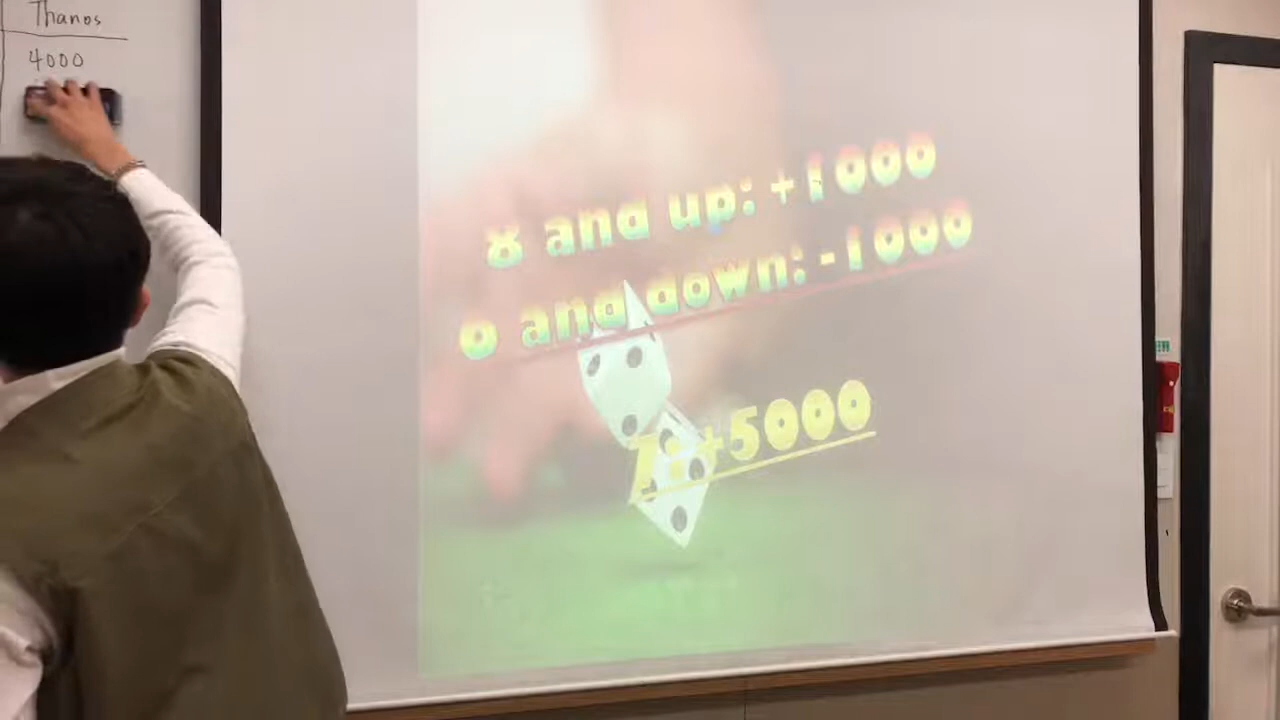 Thanos
4000
8 and up: +1000
6 and down: -1000
7: +5000